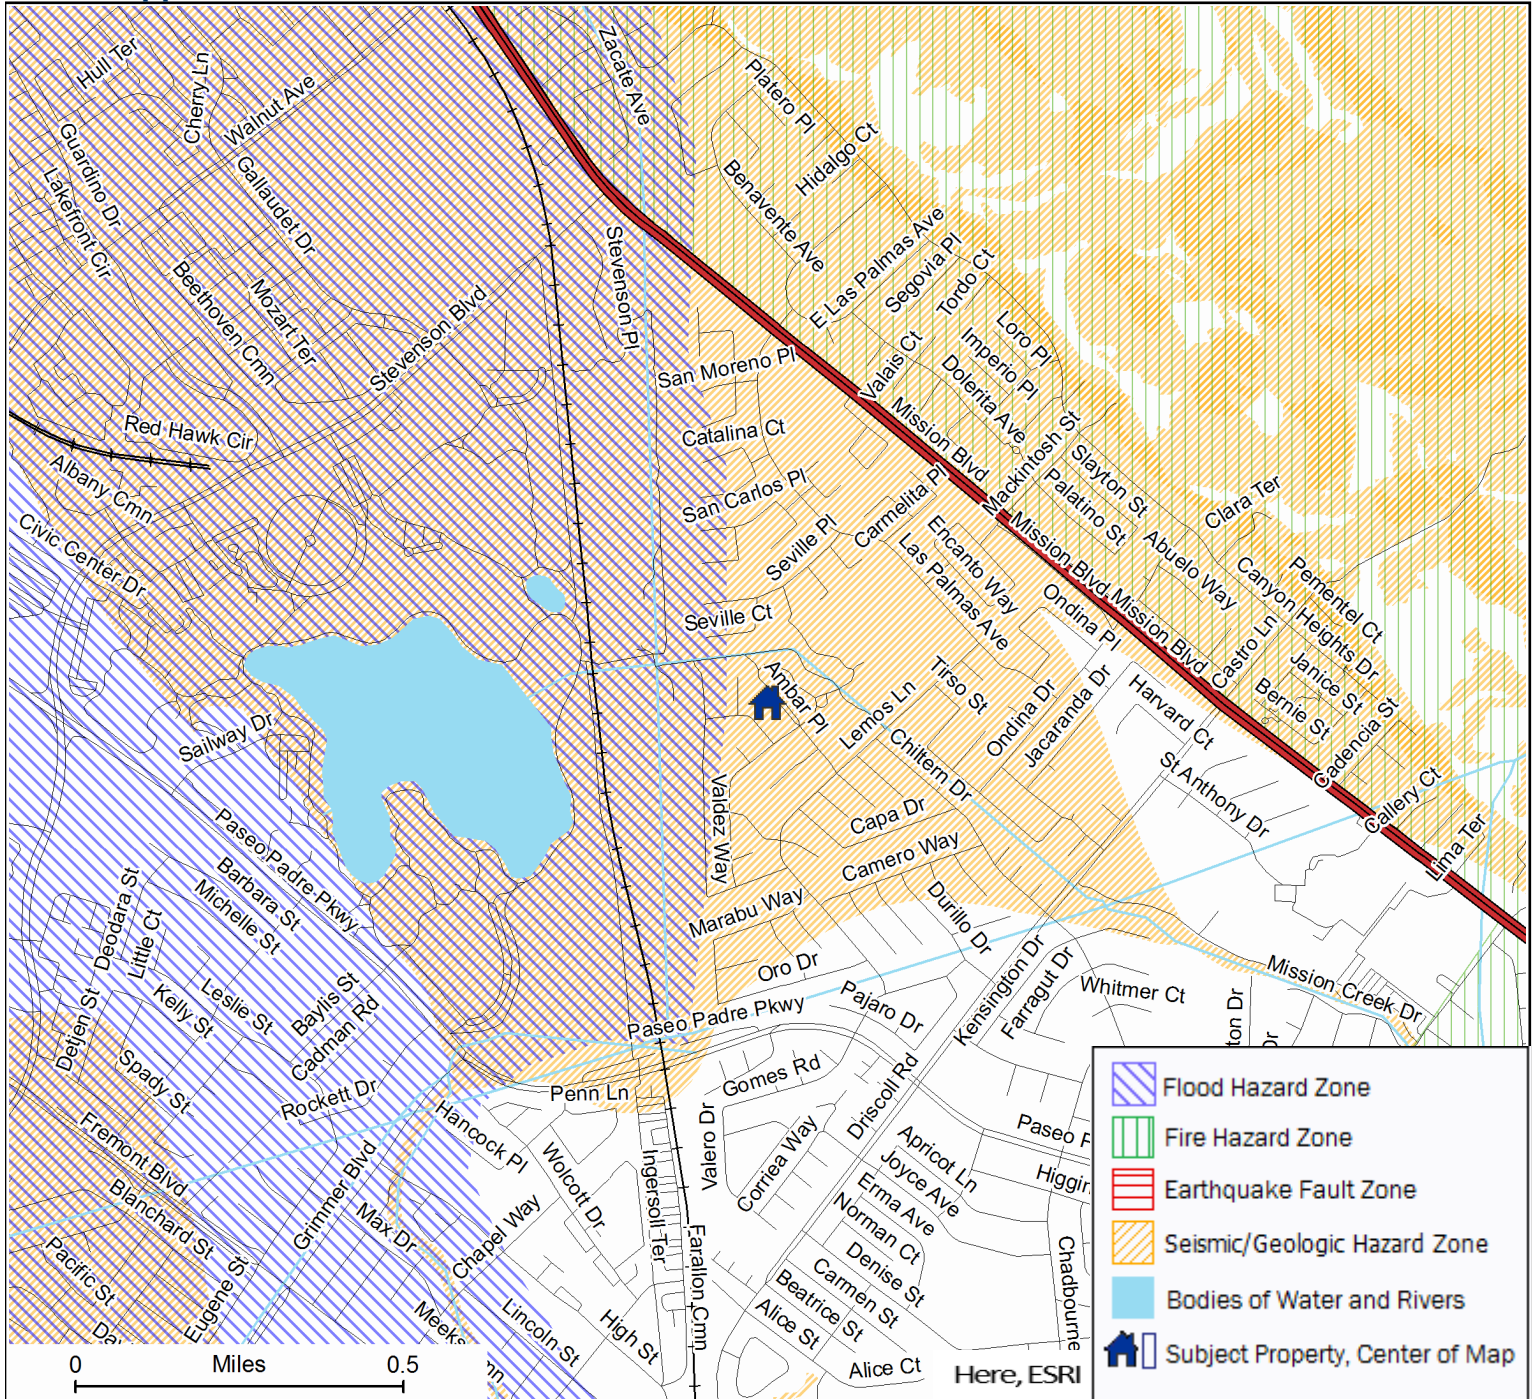 Hull Ter
Cherry Ln
Walnut Ave
Zacate Ave
Platero Pl
Hidalgo Ct
Guardino Dr
Lakefront Cir
Gallaudet Dr
Benavente Ave
Stevenson Pl
E Las Palmas Ave
Segovia Pl
Tordo Ct
Beethoven Cmn
Mozart Ter
Stevenson Blvd
San Moreno Pl
Valais Ct
Loro Pl
Imperio Pl
Dolerita Ave
Red Hawk Cir
Catalina Ct
Mission Blvd
Mackintosh St
Albany Cmn
San Carlos Pl
Carmelita Pl
Slayton St
Palatino St
Clara Ter
Civic Center Dr
Seville Pl
Encanto Way
Las Palmas Ave
Mission Blvd
Mission Blvd
Abuelo Way
Canyon Heights Dr
Pementel Ct
Seville Ct
Ondina Pl
Castro Ln
Janice St
Bernie St
Ambar Pl
Tirso St
Lemos Ln
Ondina Dr
Jacaranda Dr
Harvard Ct
Cadencia St
Sailway Dr
Chiltern Dr
St Anthony Dr
Callery Ct
Lima Ter
Valdez Way
Capa Dr
Camero Way
Paseo Padre Pkwy
Barbara St
Michelle St
Deodara St
Little Ct
Marabu Way
Durillo Dr
Oro Dr
Kensington Dr
Farragut Dr
Whitmer Ct
Mission Creek Dr
Detjen St
Kelly St
Leslie St
Baylis St
Cadman Rd
Paseo Padre Pkwy
Pajaro Dr
ton Dr
Dr
Spady St
Rockett Dr
Penn Ln
Gomes Rd
Driscoll Rd
Hancock Pl
Valero Dr
Paseo P
Fremont Blvd
Blanchard St
Grimmer Blvd
Wolcott Dr
Ingersoll Ter
Corriea Way
Apricot Ln
Joyce Ave
Higgin
Erma Ave
Norman Ct
Max Dr
Chapel Way
Farallon Cmn
Denise St
Carmen St
Chadbourne
Pacific St
Eugene St
Beatrice St
Alice St
Meeks
mn
Lincoln St
High St
Alice Ct
Da
0 Miles 0.5
Here, ESRI
Flood Hazard Zone
Fire Hazard Zone
Earthquake Fault Zone
Seismic/Geologic Hazard Zone
Bodies of Water and Rivers
Subject Property, Center of Map